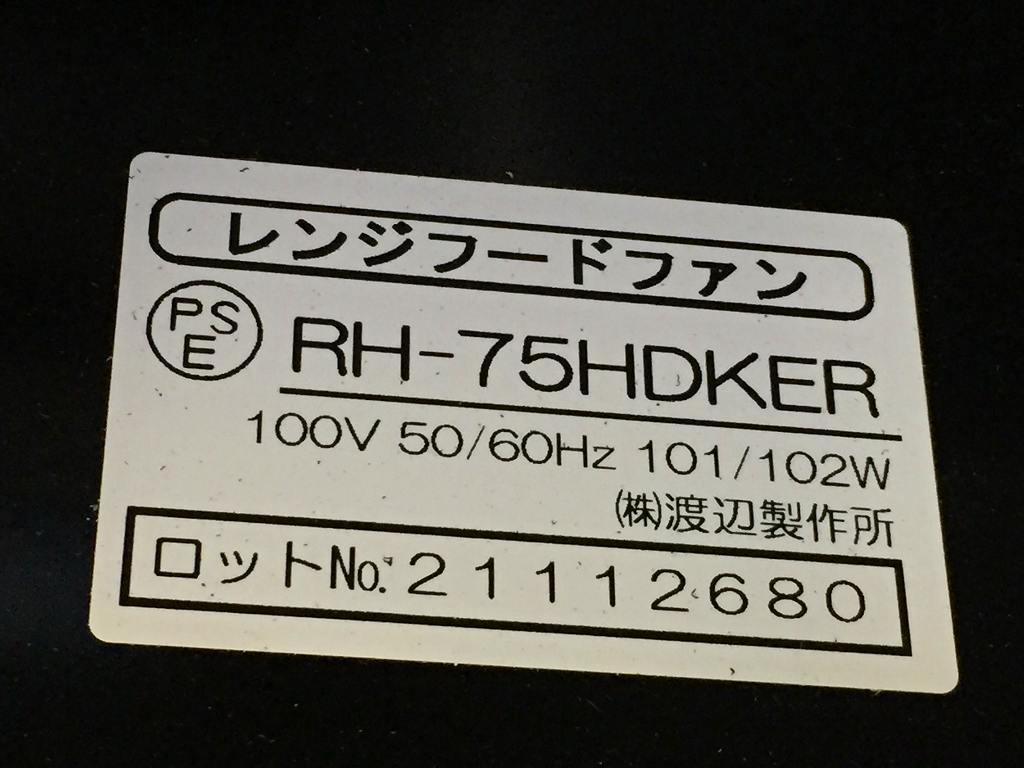 レンジフードファン
PS
E
RH-75HDKER
100V 50/60Hz 101/102W
㈱渡辺製作所
ロットNo.21112680